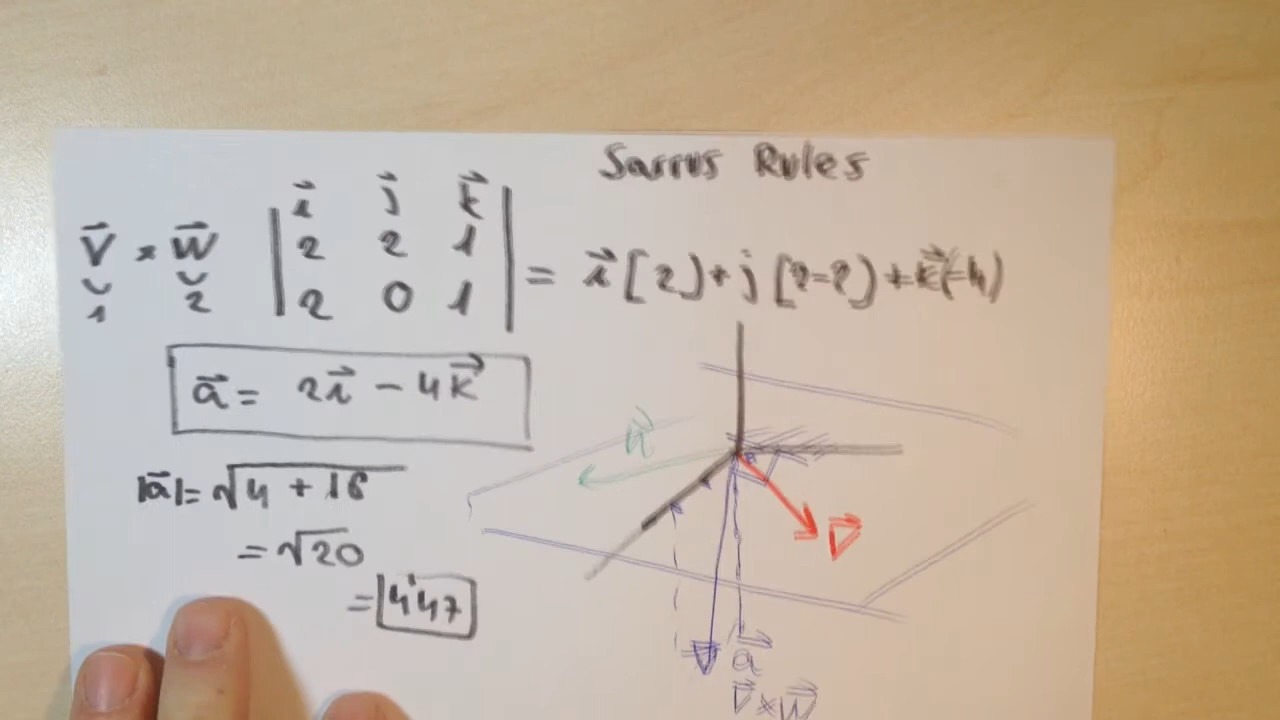 Sarrus Rules
i⃗ j⃗ k⃗
V⃗ × W⃗ | 2 2 1 | = i⃗ [2) + j [2-2) + k⃗(-4)
1 2 2 0 1
a⃗ = 2i⃗ - 4k⃗
|a⃗| = √4 + 16
= √20
= 4'47
W⃗
V⃗
a⃗
V⃗×W⃗